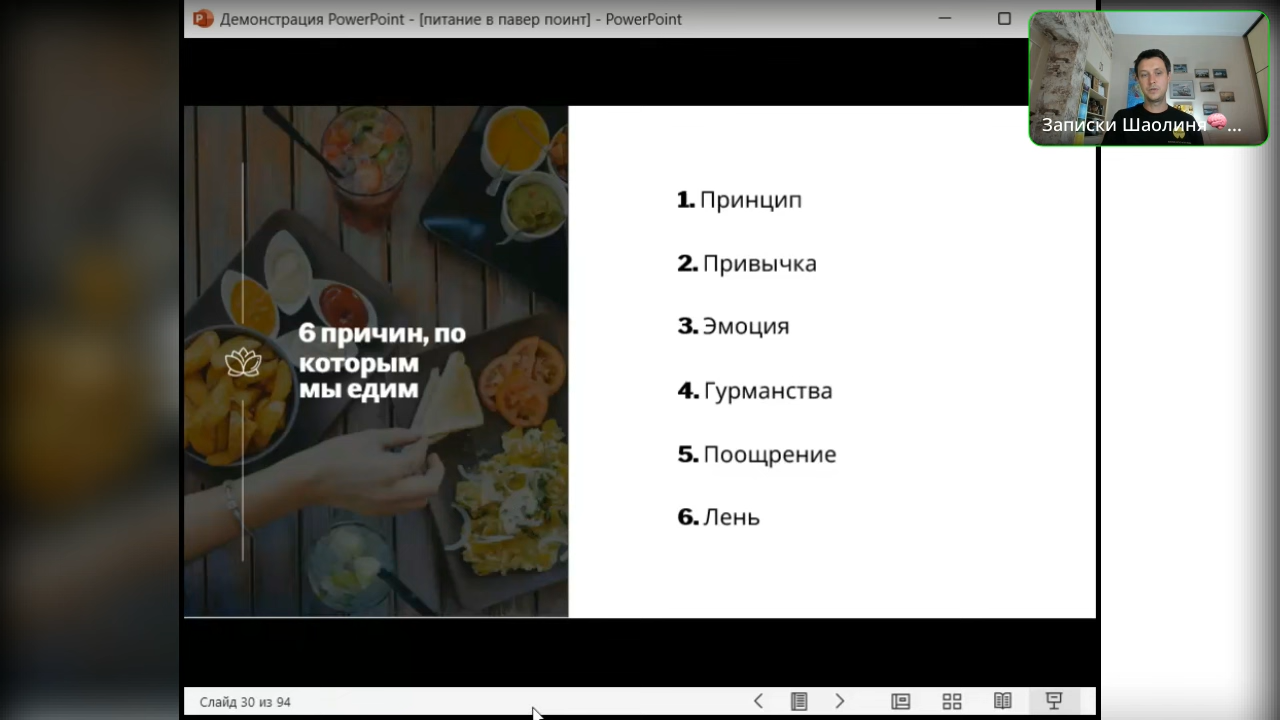 Демонстрация PowerPoint - [питание в павер поинт] - PowerPoint
Записки Шаолиня🧠...
6 причин, по
которым
мы едим
1. Принцип
2. Привычка
3. Эмоция
4. Гурманства
5. Поощрение
6. Лень
Слайд 30 из 94